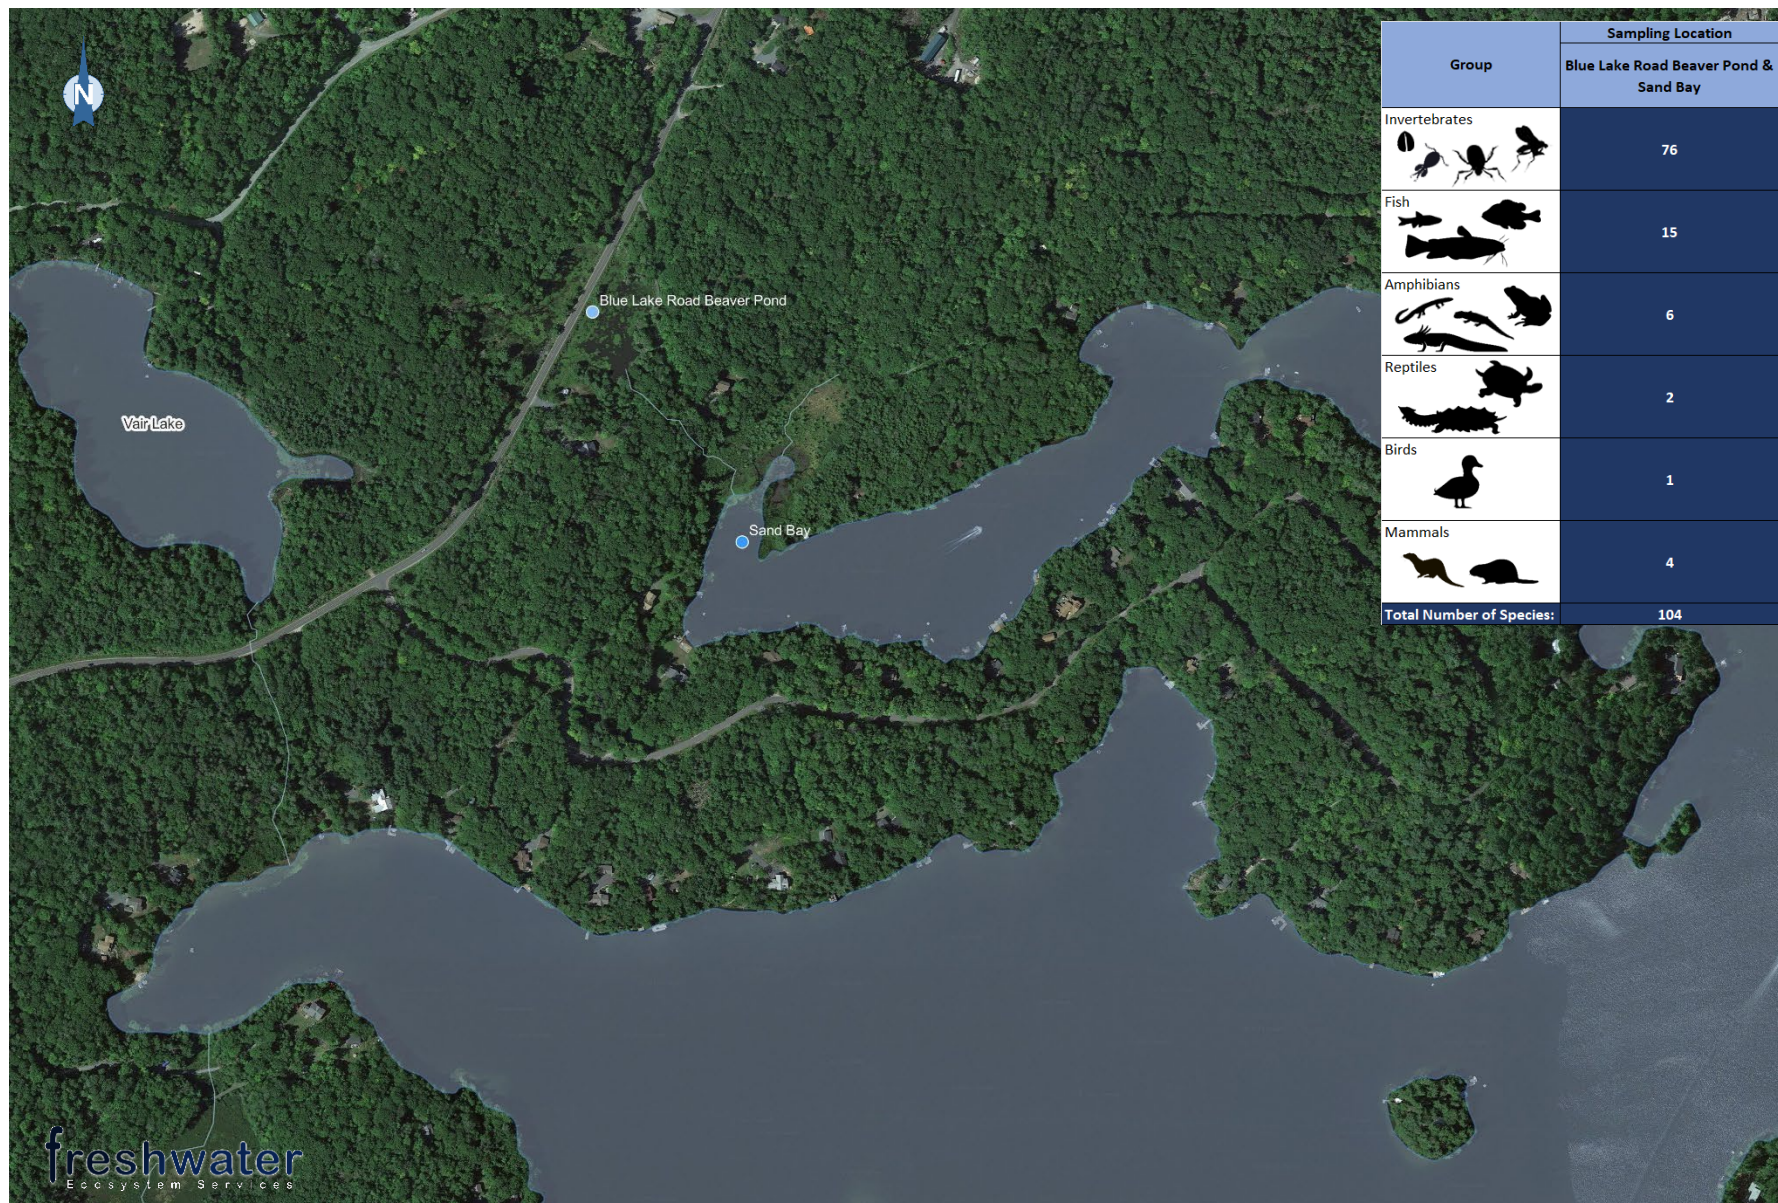 N
Group
Sampling Location
Blue Lake Road Beaver Pond &
Sand Bay
Invertebrates
76
Fish
15
Amphibians
6
Reptiles
2
Birds
1
Mammals
4
Total Number of Species:
104
Blue Lake Road Beaver Pond
Vair Lake
Sand Bay
freshwater
Ecosystem Services